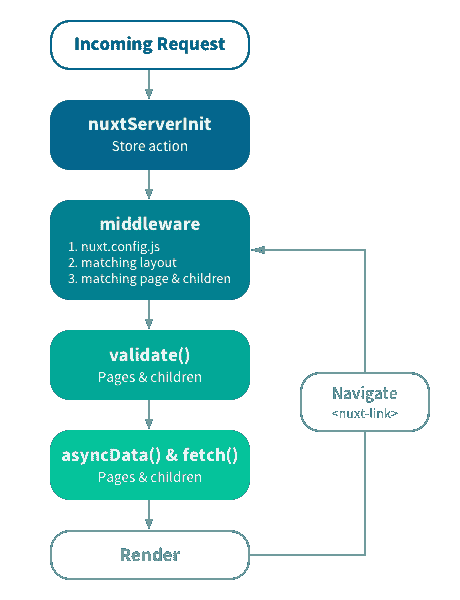 Incoming Request
nuxtServerInit
Store action
middleware
1. nuxt.config.js
2. matching layout
3. matching page & children
validate()
Pages & children
Navigate
<nuxt-link>
asyncData() & fetch()
Pages & children
Render